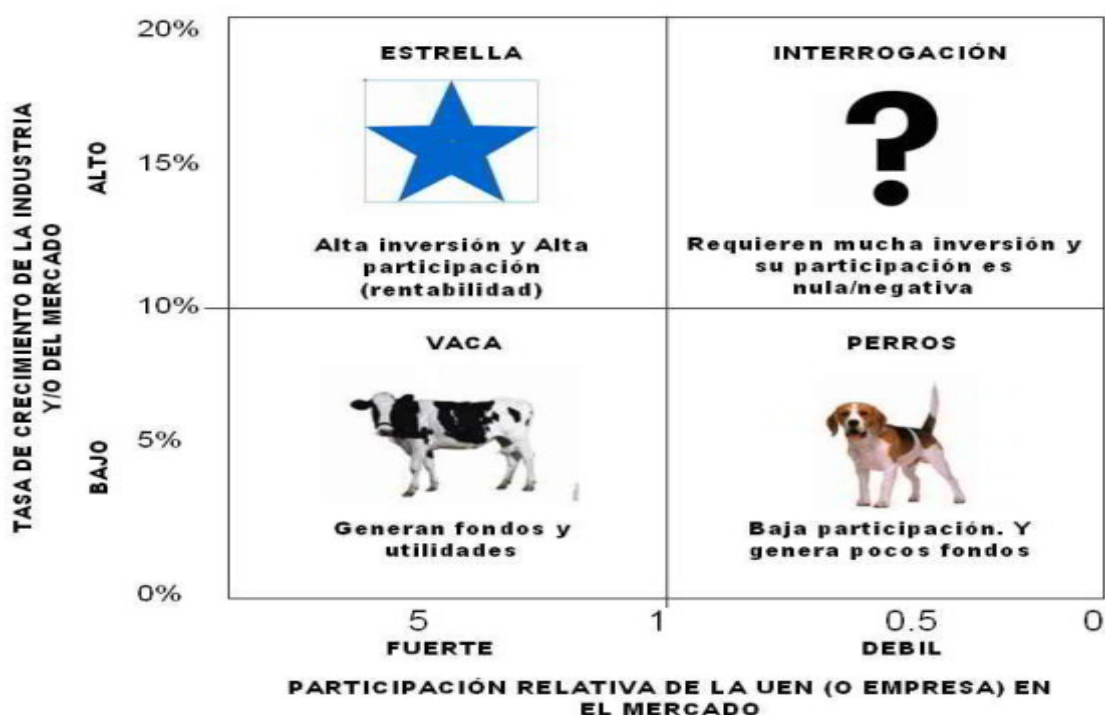 20%
ESTRELLA
INTERROGACIÓN
?
15%
Alta inversión y Alta
participación
(rentabilidad)
Requieren mucha inversión y
su participación es
nula/negativa
10%
VACA
PERROS
5%
Generan fondos y
utilidades
Baja participación. Y
genera pocos fondos
0%
TASA DE CRECIMIENTO DE LA INDUSTRIA
Y/O DEL MERCADO
ALTO
BAJO
5
1
0.5
0
FUERTE
DEBIL
PARTICIPACIÓN RELATIVA DE LA UEN (O EMPRESA) EN
EL MERCADO